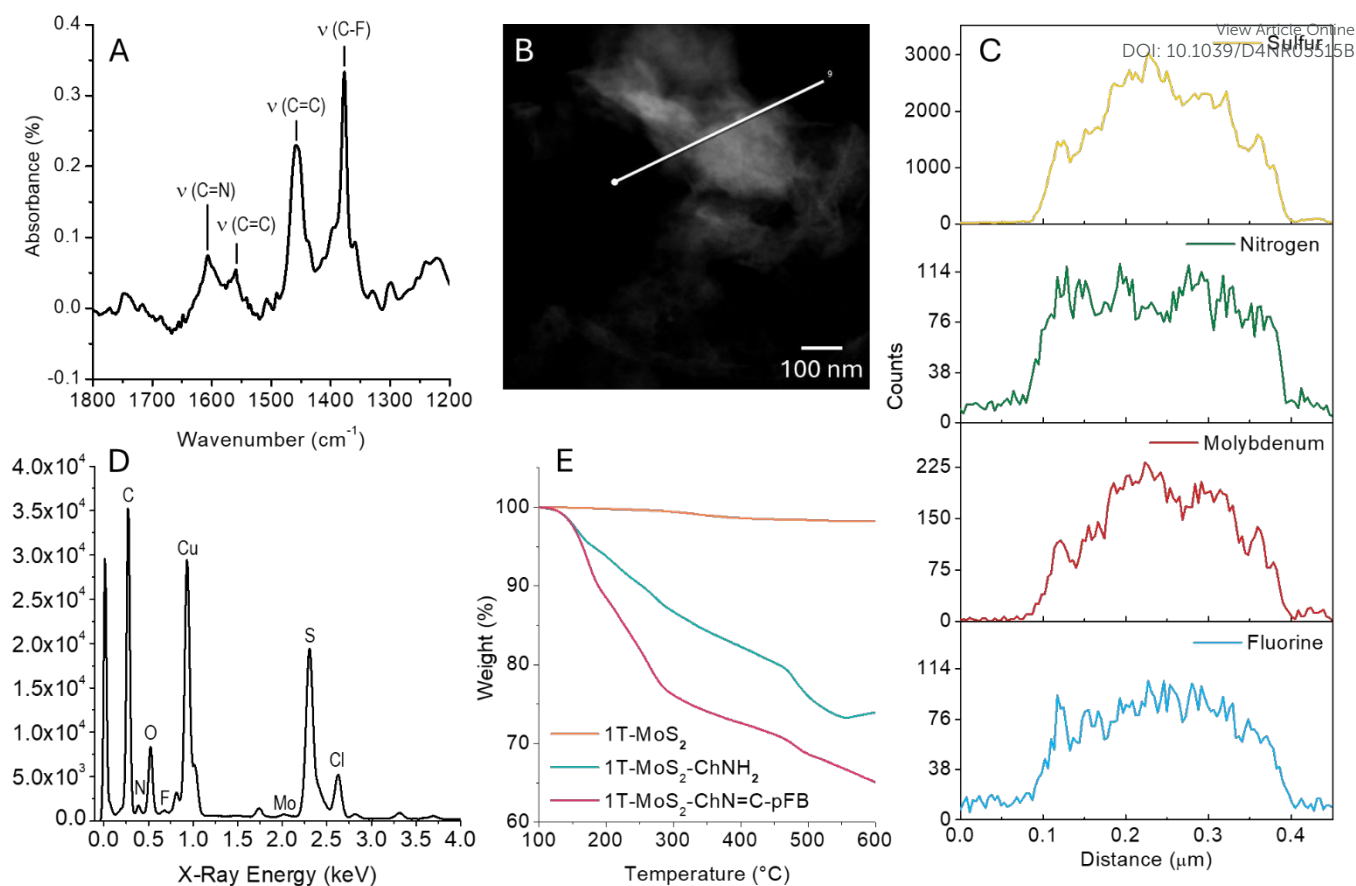 View Article Online
DOI: 10.1039/D4NR05515B
A
0.4
0.3
0.2
0.1
0.0
-0.1
Absorbance (%)
ν (C=N)
ν (C=C)
ν (C=C)
ν (C-F)
1800 1700 1600 1500 1400 1300 1200
Wavenumber (cm⁻¹)
B
9
100 nm
C
Sulfur
3000
2000
1000
0
Nitrogen
114
76
38
0
Counts
Molybdenum
225
150
75
0
Fluorine
114
76
38
0
0.0 0.1 0.2 0.3 0.4
Distance (μm)
D
4.0x10⁴
3.5x10⁴
3.0x10⁴
2.5x10⁴
2.0x10⁴
1.5x10⁴
1.0x10⁴
5.0x10³
0.0
C
N
O
F
Cu
Mo
S
Cl
0.0 0.5 1.0 1.5 2.0 2.5 3.0 3.5 4.0
X-Ray Energy (keV)
E
100
90
80
70
60
Weight (%)
1T-MoS₂
1T-MoS₂-ChNH₂
1T-MoS₂-ChN=C-pFB
100 200 300 400 500 600
Temperature (°C)